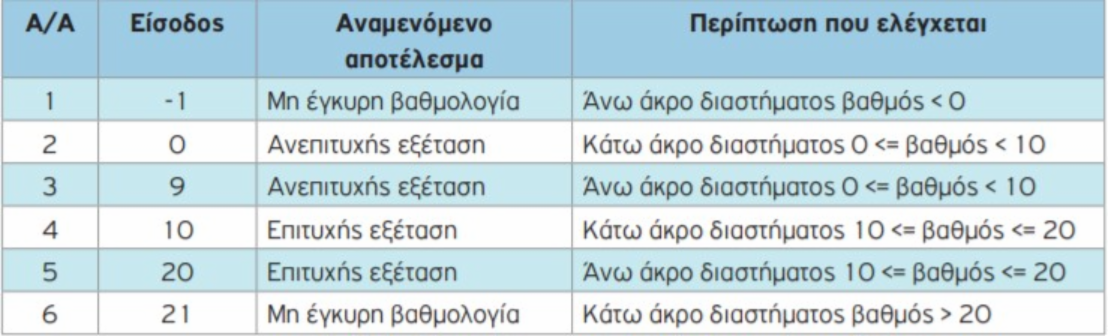 Α/Α Είσοδος Αναμενόμενο αποτέλεσμα Περίπτωση που ελέγχεται
1 -1 Μη έγκυρη βαθμολογία Άνω άκρο διαστήματος βαθμός < 0
2 0 Ανεπιτυχής εξέταση Κάτω άκρο διαστήματος 0 <= βαθμός < 10
3 9 Ανεπιτυχής εξέταση Άνω άκρο διαστήματος 0 <= βαθμός < 10
4 10 Επιτυχής εξέταση Κάτω άκρο διαστήματος 10 <= βαθμός <= 20
5 20 Επιτυχής εξέταση Άνω άκρο διαστήματος 10 <= βαθμός <= 20
6 21 Μη έγκυρη βαθμολογία Κάτω άκρο διαστήματος βαθμός > 20